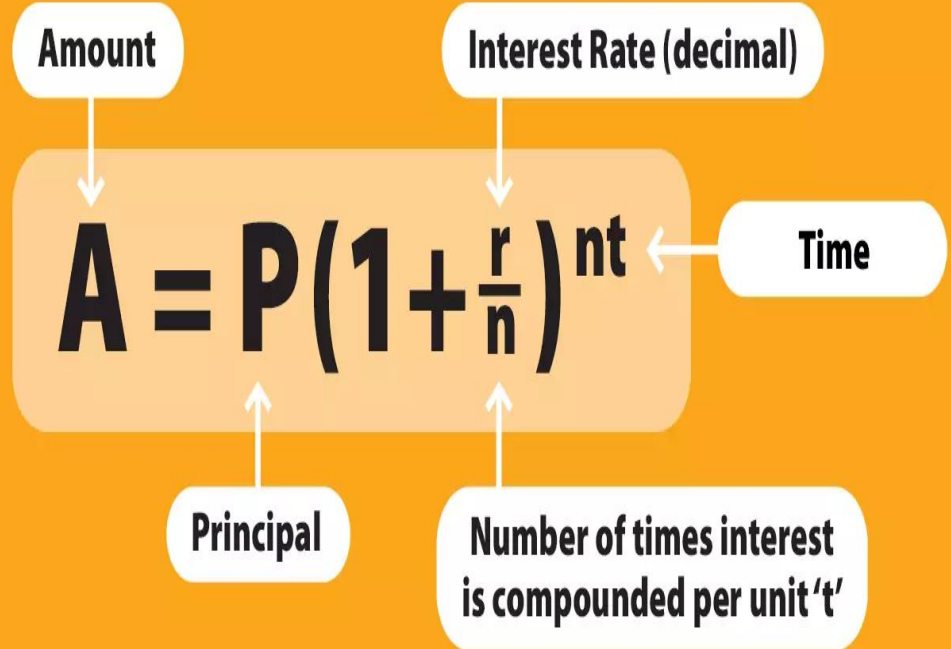 Amount
Interest Rate (decimal)
A = P(1+r/n)^nt
Time
Principal
Number of times interest
is compounded per unit 't'